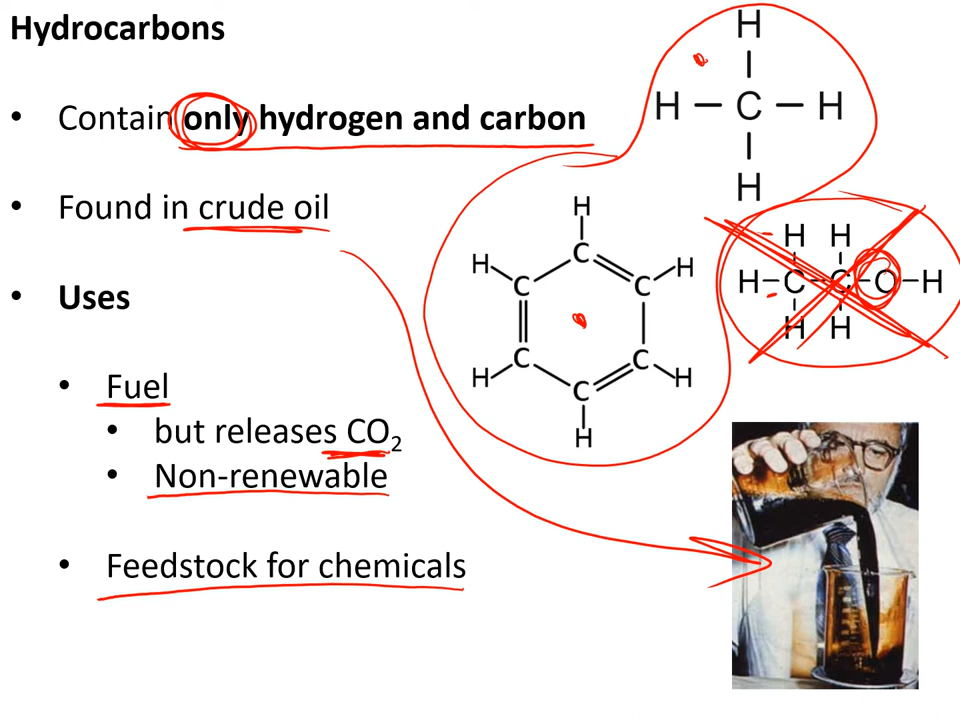 Hydrocarbons
• Contain only hydrogen and carbon
• Found in crude oil
• Uses
• Fuel
• but releases CO₂
• Non-renewable
• Feedstock for chemicals
H
H C H
H
H
H C C H
C C
H C H
H
H H
H C C O H
H H